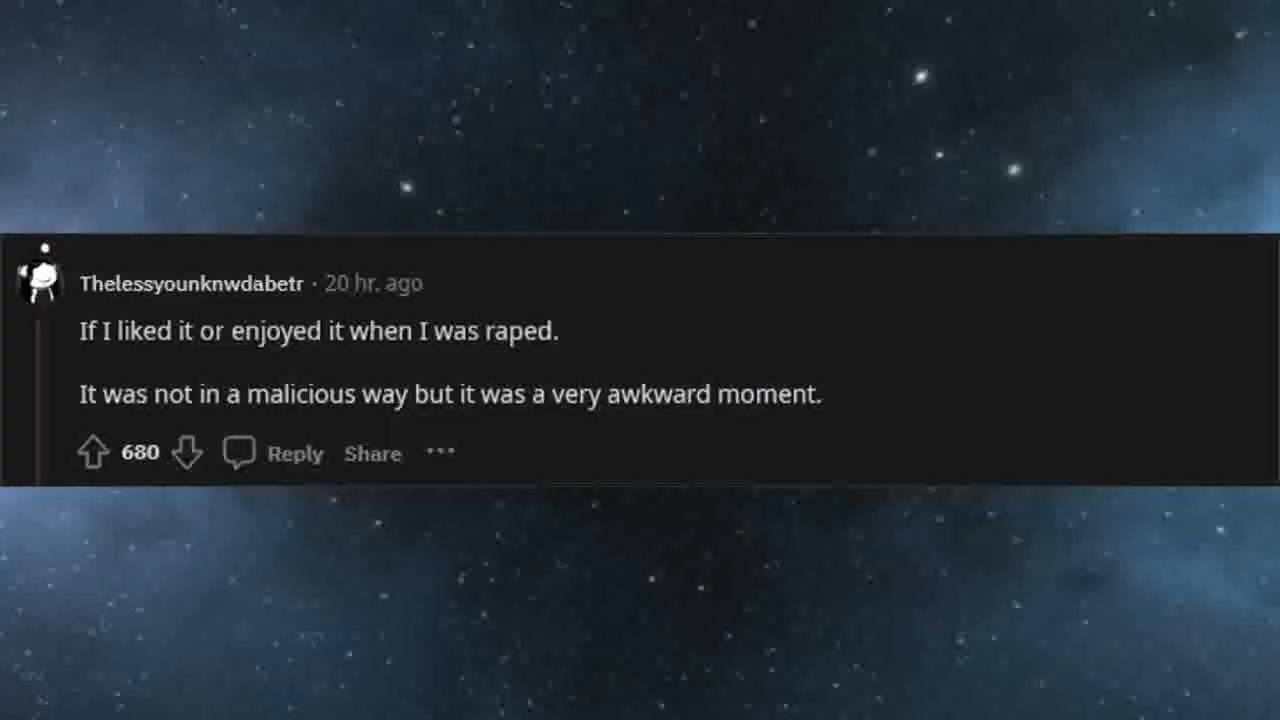 Thelessyounknwdabetr · 20 hr. ago
If I liked it or enjoyed it when I was raped.
It was not in a malicious way but it was a very awkward moment.
680 Reply Share ···